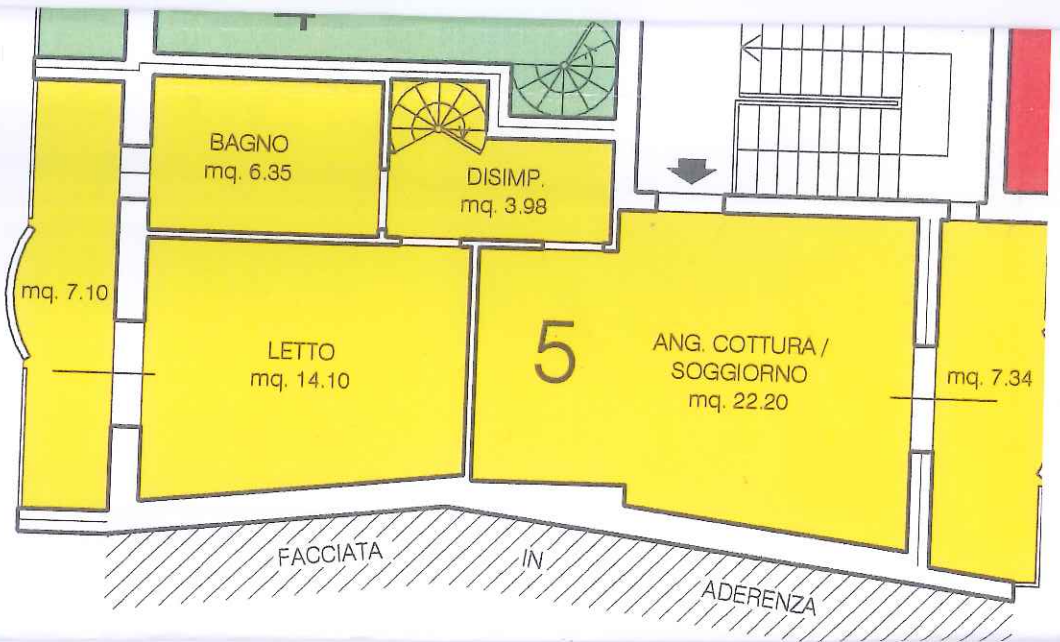 BAGNO
mq. 6.35
DISIMP.
mq. 3.98
mq. 7.10
LETTO
mq. 14.10
5
ANG. COTTURA /
SOGGIORNO
mq. 22.20
mq. 7.34
FACCIATA IN ADERENZA